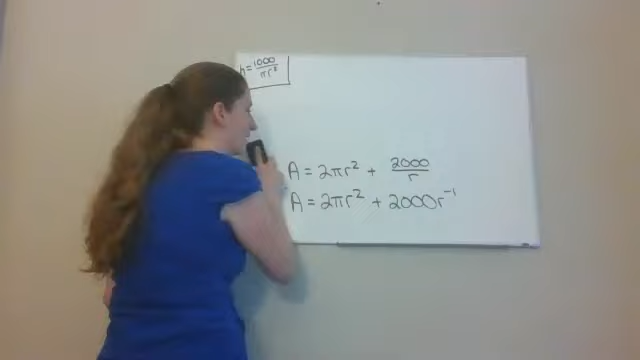 h = 1000/πr²
A = 2πr² + 2000/r
A = 2πr² + 2000r⁻¹